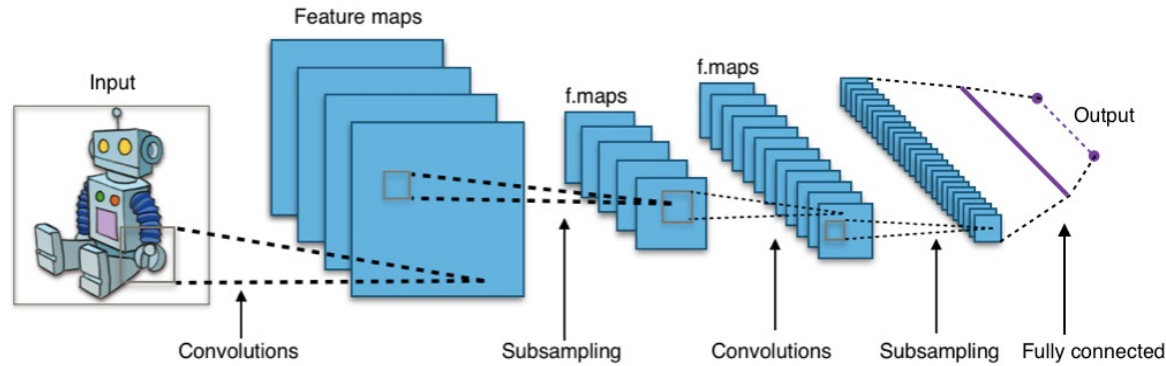 Feature maps
Input
f.maps
f.maps
Output
Convolutions
Subsampling
Convolutions
Subsampling
Fully connected